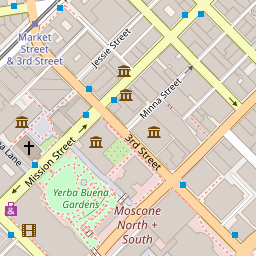 Jessie Street
Market
Street
& 3rd Street
Minna Street
3rd Street
Mission Street
Lane
Yerba Buena
Gardens
Moscone
North +
South